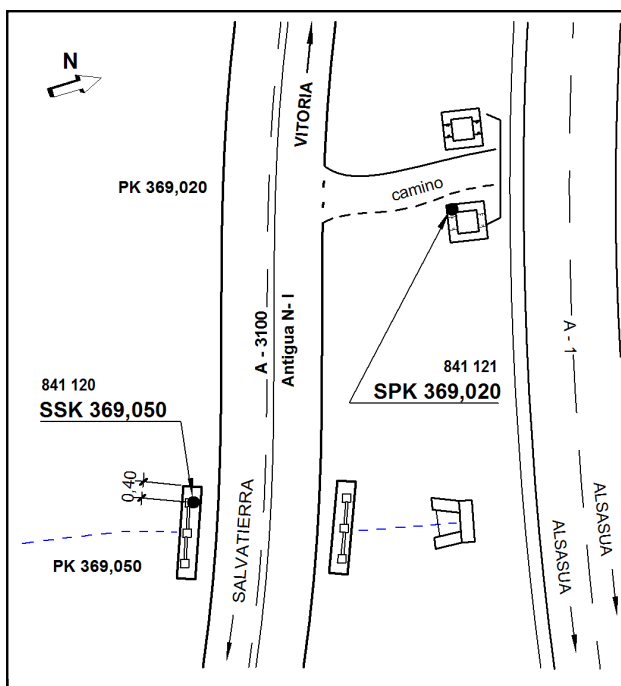 N
VITORIA
PK 369,020
camino
A - 3100
Antigua N- I
A - 1
841 120
SSK 369,050
841 121
SPK 369,020
0,40
SALVATIERRA
ALSASUA
ALSASUA
PK 369,050